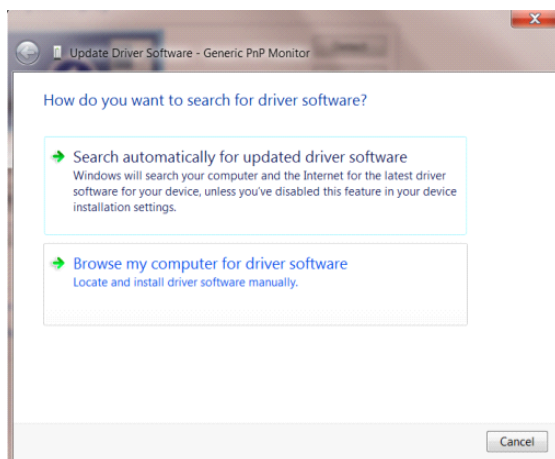 Update Driver Software - Generic PnP Monitor
How do you want to search for driver software?
Search automatically for updated driver software
Windows will search your computer and the Internet for the latest driver
software for your device, unless you've disabled this feature in your device
installation settings.
Browse my computer for driver software
Locate and install driver software manually.
Cancel